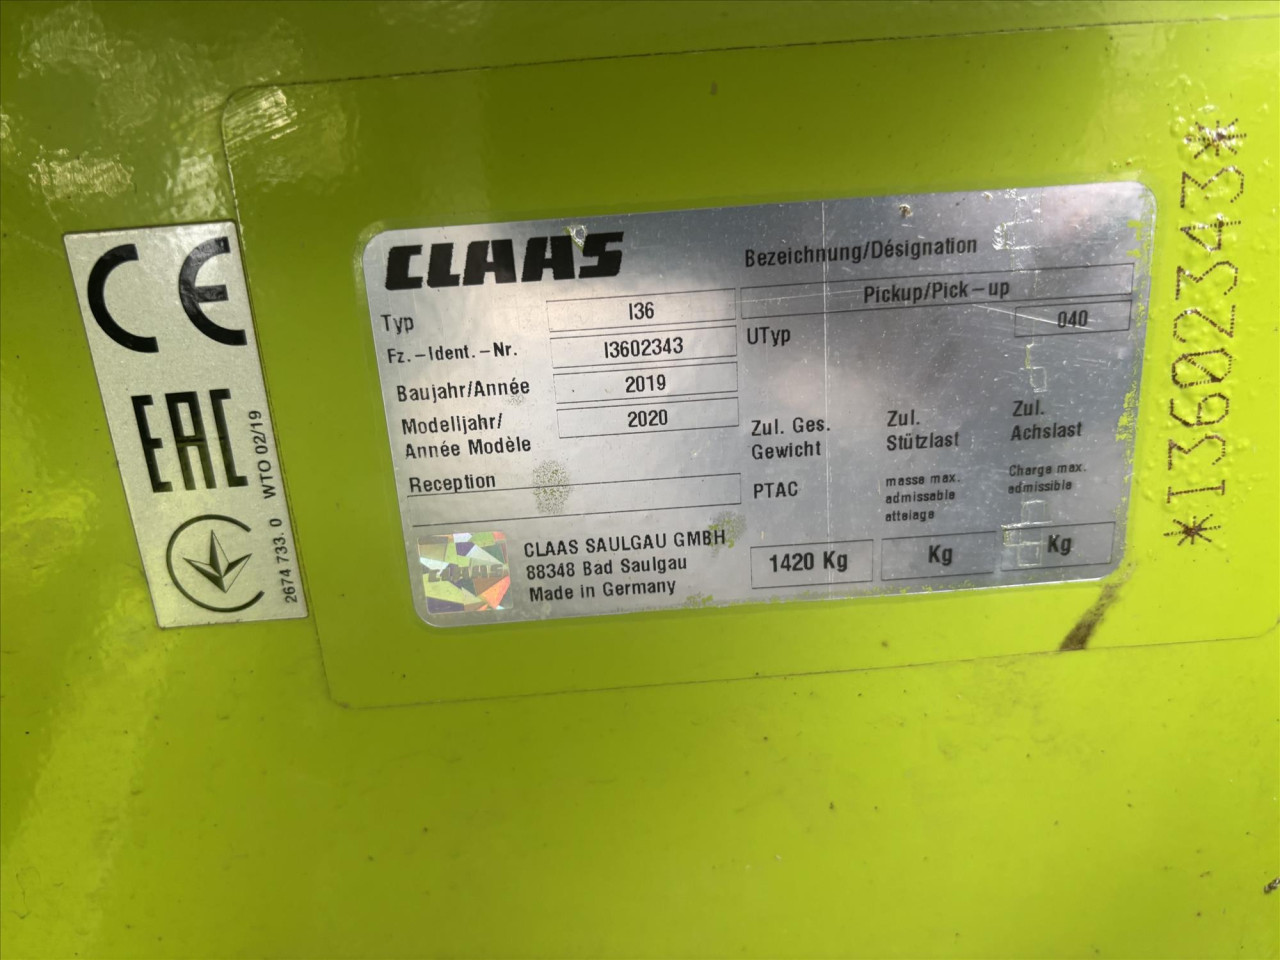 CE
EAC
2674 733. 0 WTO 02/19
CLAAS
Bezeichnung/Désignation
Pickup/Pick-up
Typ I36
UTyp 040
Fz.-Ident.-Nr. I3602343
Baujahr/Année 2019
Modelljahr/
Année Modèle 2020
Reception
Zul. Ges.
Gewicht
PTAC
1420 Kg
Zul.
Stützlast
masse max.
admissable
attelage
Kg
Zul.
Achslast
Charge max.
admissible
Kg
CLAAS
CLAAS SAULGAU GMBH
88348 Bad Saulgau
Made in Germany
*I3602343*